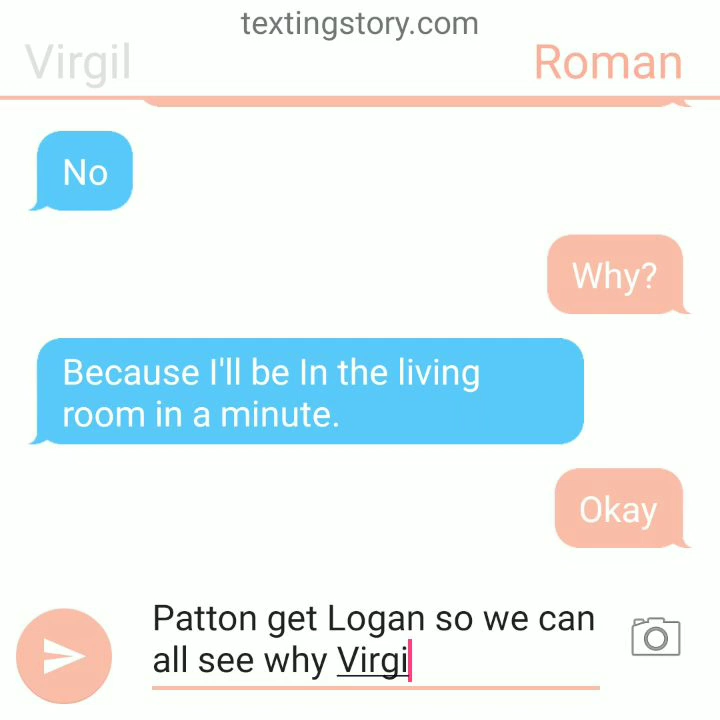 textingstory.com
Virgil
Roman
No
Why?
Because I'll be In the living
room in a minute.
Okay
Patton get Logan so we can
all see why Virgi